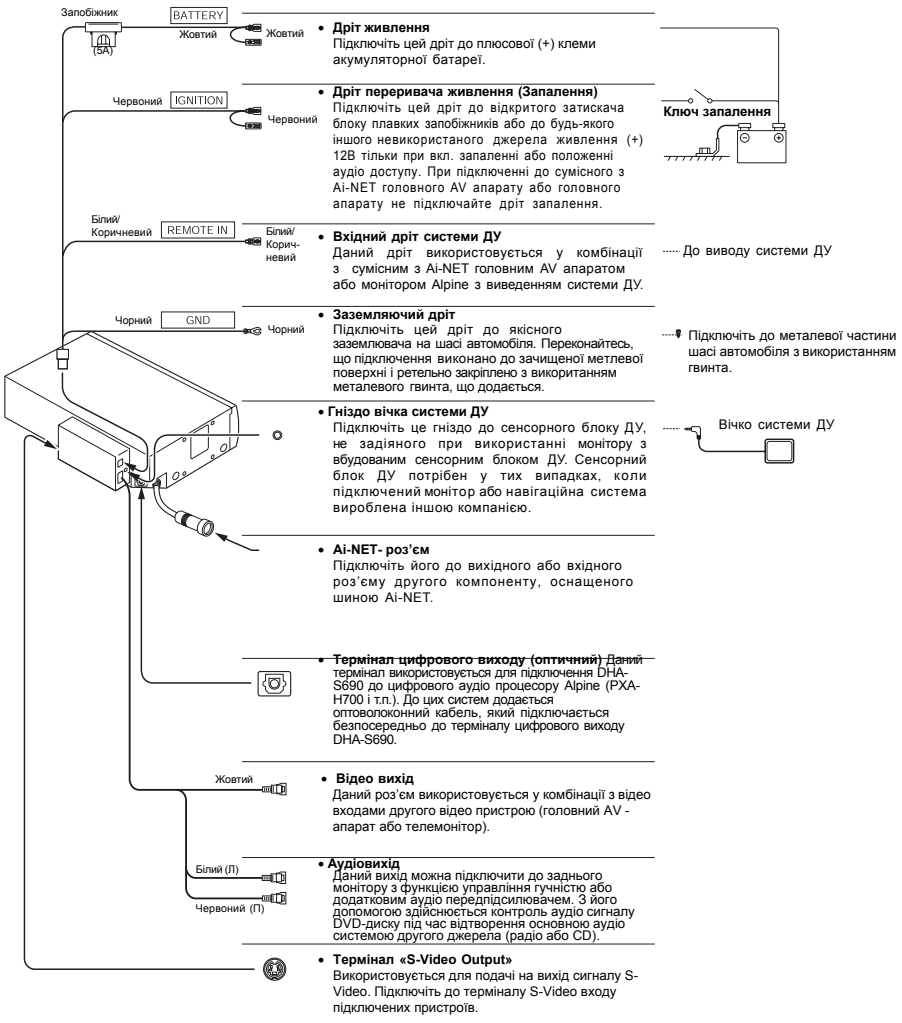 Запобіжник
BATTERY
Жовтий
Жовтий
(5A)
• Дріт живлення
Підключіть цей дріт до плюсової (+) клеми
акумуляторної батареї.
Червоний
IGNITION
Червоний
• Дріт переривача живлення (Запалення)
Підключіть цей дріт до відкритого затискача
блоку плавких запобіжників або до будь-якого
іншого невикористаного джерела живлення (+)
12В тільки при вкл. запаленні або положенні
аудіо доступу. При підключенні до сумісного з
Ai-NET головного AV апарату або головного
апарату не підключайте дріт запалення.
Ключ запалення
Білий/
Коричневий
REMOTE IN
Білий/
Корич-
невий
• Вхідний дріт системи ДУ
Даний дріт використовується у комбінації
з сумісним з Ai-NET головним AV апаратом
або монітором Alpine з виведенням системи ДУ.
До виводу системи ДУ
Чорний
GND
Чорний
• Заземляючий дріт
Підключіть цей дріт до якісного
заземлювача на шасі автомобіля. Переконайтесь,
що підключення виконано до зачищеної метлевої
поверхні і ретельно закріплено з викоританням
металевого гвинта, що додається.
Підключіть до металевої частини
шасі автомобіля з використанням
гвинта.
• Гніздо вічка системи ДУ
Підключіть це гніздо до сенсорного блоку ДУ,
не задіяного при використанні монітору з
вбудованим сенсорним блоком ДУ. Сенсорний
блок ДУ потрібен у тих випадках, коли
підключений монітор або навігаційна система
вироблена іншою компанією.
Вічко системи ДУ
• Ai-NET- роз’єм
Підключіть його до вихідного або вхідного
роз’єму другого компоненту, оснащеного
шиною Ai-NET.
• Термінал цифрового виходу (оптичний) Даний
термінал використовується для підключення DHA-
S690 до цифрового аудіо процесору Alpine (PXA-
H700 і т.п.). До цих систем додається
оптоволоконний кабель, який підключається
безпосередньо до терміналу цифрового виходу
DHA-S690.
Жовтий
• Відео вихід
Даний роз’єм використовується у комбінації з відео
входами другого відео пристрою (головний AV -
апарат або телемонітор).
Білий (Л)
Червоний (П)
• Аудіовихід
Даний вихід можна підключити до заднього
монітору з функцією управління гучністю або
додатковим аудіо передпідсилювачем. З його
допомогою здійснюється контроль аудіо сигналу
DVD-диску під час відтворення основною аудіо
системою другого джерела (радіо або CD).
• Термінал «S-Video Output»
Використовується для подачі на вихід сигналу S-
Video. Підключіть до терміналу S-Video входу
підключених пристроїв.